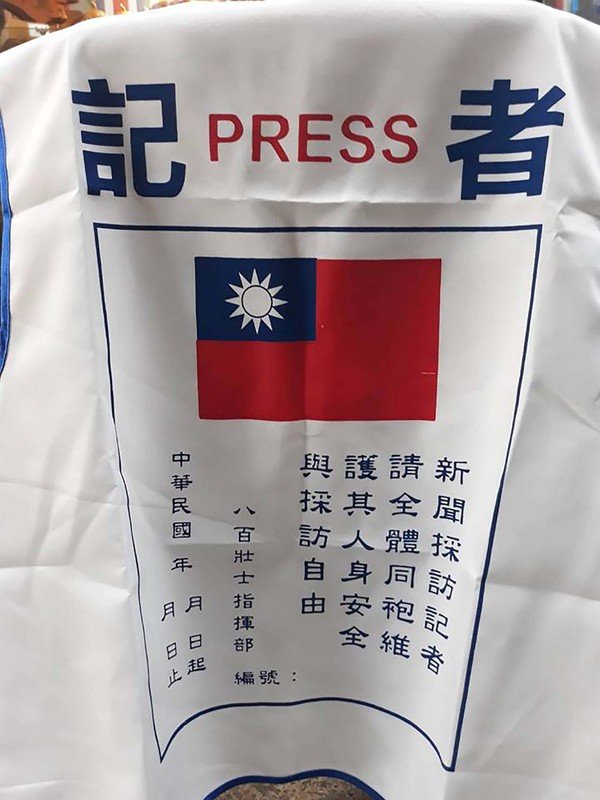 記 PRESS 者
新聞採訪記者
請全體同袍維
護其人身安全
與採訪自由
八百壯士指揮部 編號：
中華民國 年 月 日起
月 日止